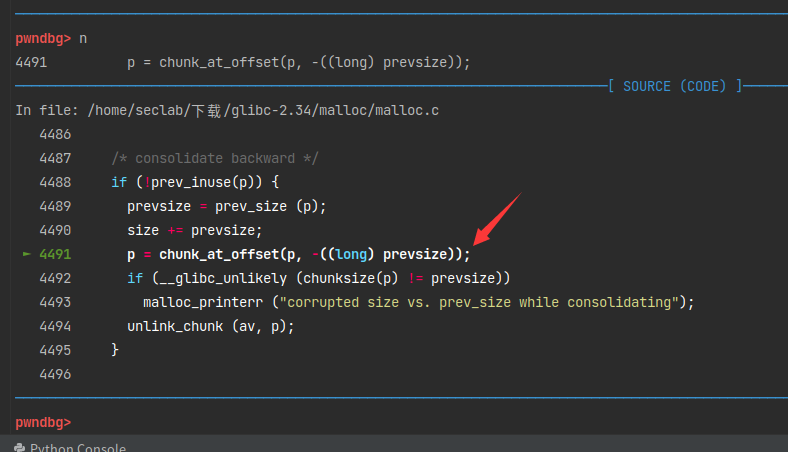 pwndbg> n
4491          p = chunk_at_offset(p, -((long) prevsize));
[ SOURCE (CODE) ]
In file: /home/seclab/下载/glibc-2.34/malloc/malloc.c
   4486
   4487     /* consolidate backward */
   4488     if (!prev_inuse(p)) {
   4489       prevsize = prev_size (p);
   4490       size += prevsize;
 ► 4491       p = chunk_at_offset(p, -((long) prevsize));
   4492       if (__glibc_unlikely (chunksize(p) != prevsize))
   4493         malloc_printerr ("corrupted size vs. prev_size while consolidating");
   4494       unlink_chunk (av, p);
   4495     }
   4496
pwndbg>
Python Console